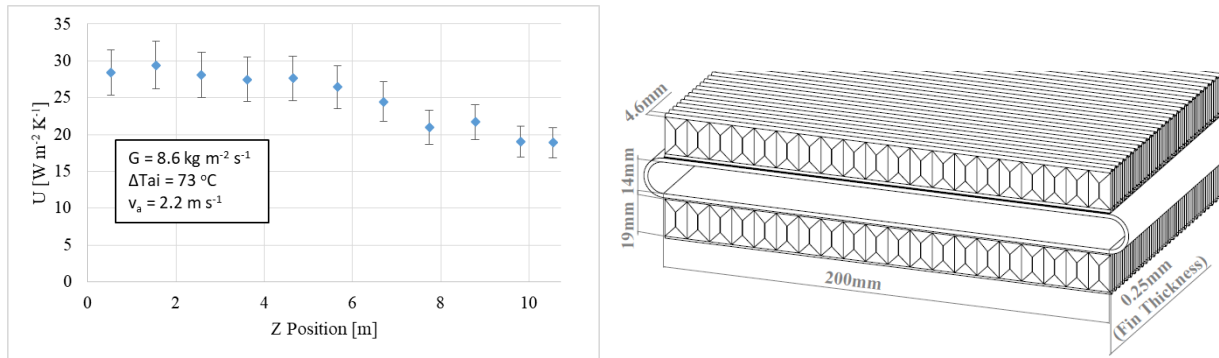 35
30
25
20
15
10
5
0
U [W m⁻² K⁻¹]
G = 8.6 kg m⁻² s⁻¹
ΔTai = 73 °C
vₐ = 2.2 m s⁻¹
0 2 4 6 8 10
Z Position [m]
4.6mm
14mm
19mm
200mm
0.25mm
(Fin Thickness)